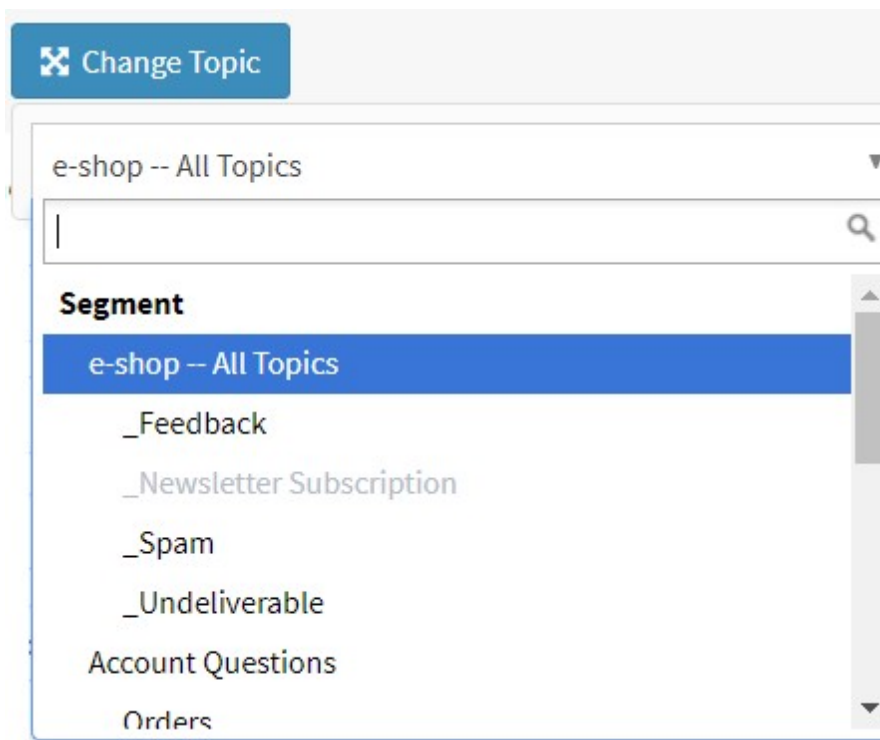 Change Topic
e-shop -- All Topics
Segment
e-shop -- All Topics
_Feedback
_Newsletter Subscription
_Spam
_Undeliverable
Account Questions
Orders